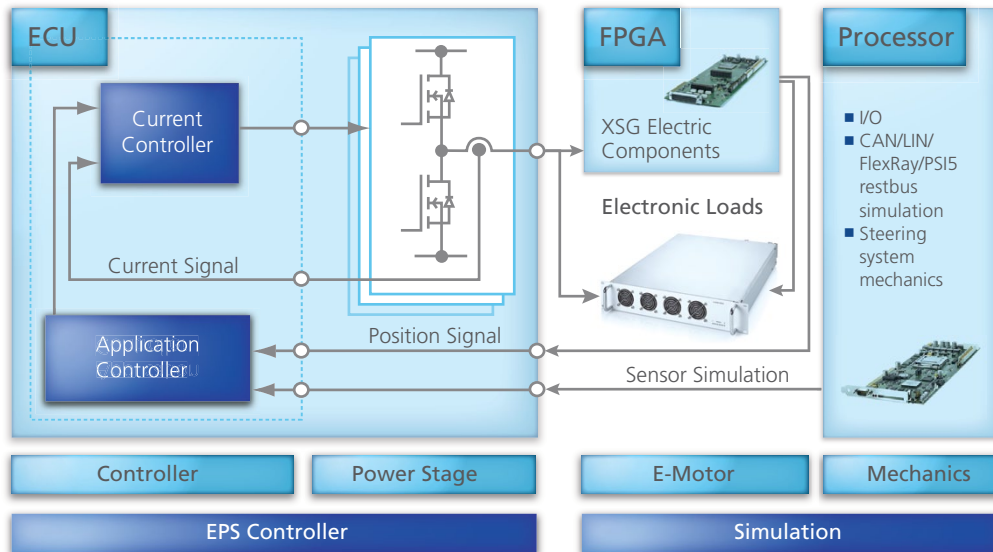 ECU
FPGA
Processor
Current
Controller
XSG Electric
Components
I/O
CAN/LIN/
FlexRay/PSI5
restbus
simulation
Steering
system
mechanics
Electronic Loads
Current Signal
Application
Controller
Position Signal
Sensor Simulation
Controller
Power Stage
E-Motor
Mechanics
EPS Controller
Simulation